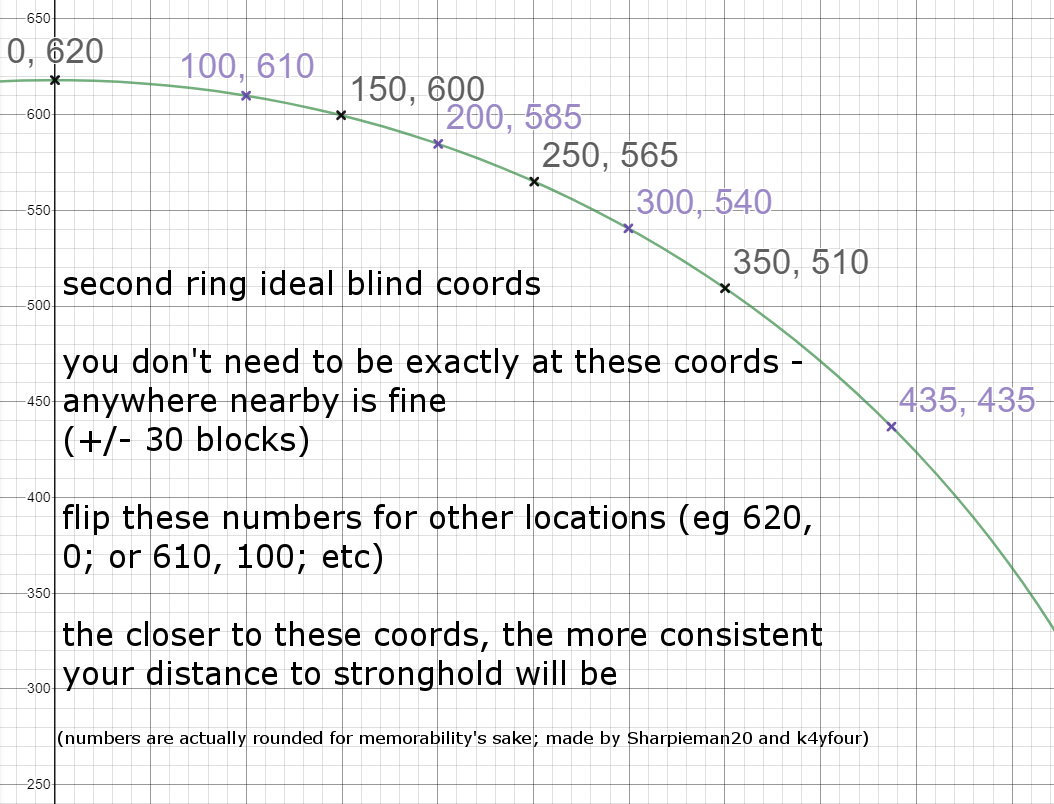 650
0, 620
100, 610
150, 600
600
200, 585
250, 565
550
300, 540
350, 510
second ring ideal blind coords
500
you don't need to be exactly at these coords -
anywhere nearby is fine
(+/- 30 blocks)
450
435, 435
400
flip these numbers for other locations (eg 620,
0; or 610, 100; etc)
350
the closer to these coords, the more consistent
your distance to stronghold will be
300
(numbers are actually rounded for memorability's sake; made by Sharpieman20 and k4yfour)
250